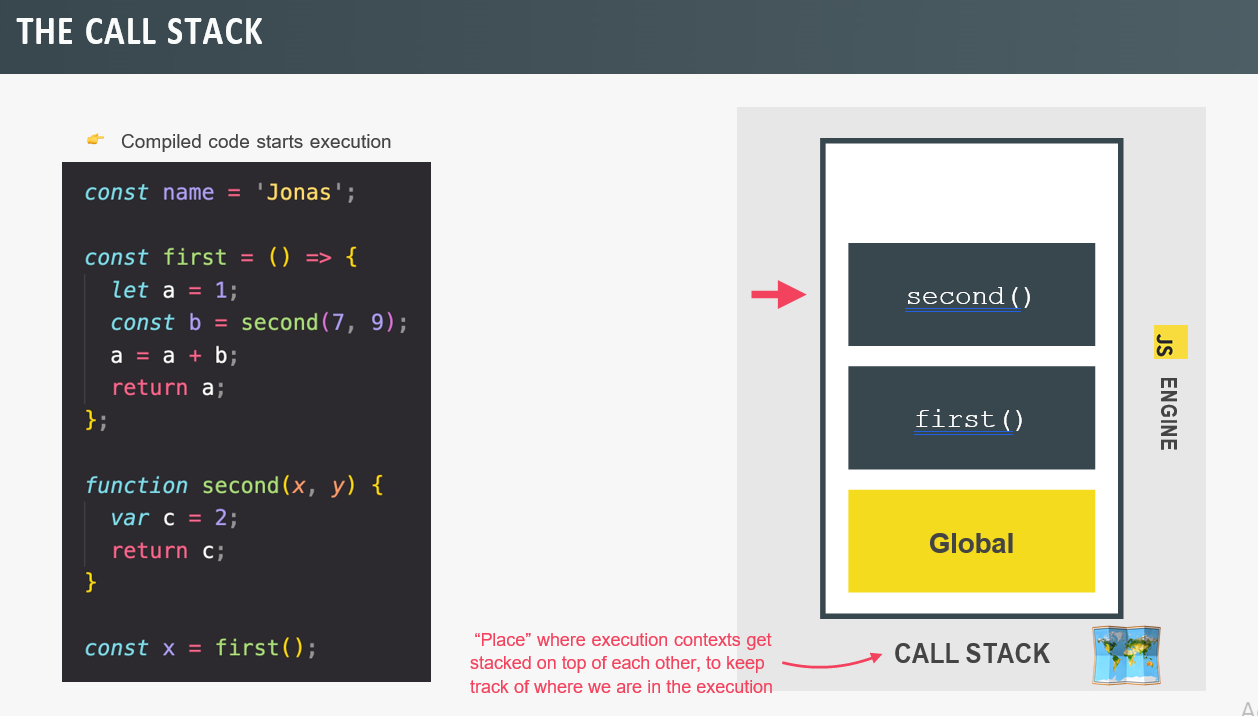 THE CALL STACK
Compiled code starts execution
const name = 'Jonas';
const first = () => {
let a = 1;
const b = second(7, 9);
a = a + b;
return a;
};
function second(x, y) {
var c = 2;
return c;
}
const x = first();
second()
first()
Global
JS ENGINE
CALL STACK
“Place” where execution contexts get
stacked on top of each other, to keep
track of where we are in the execution